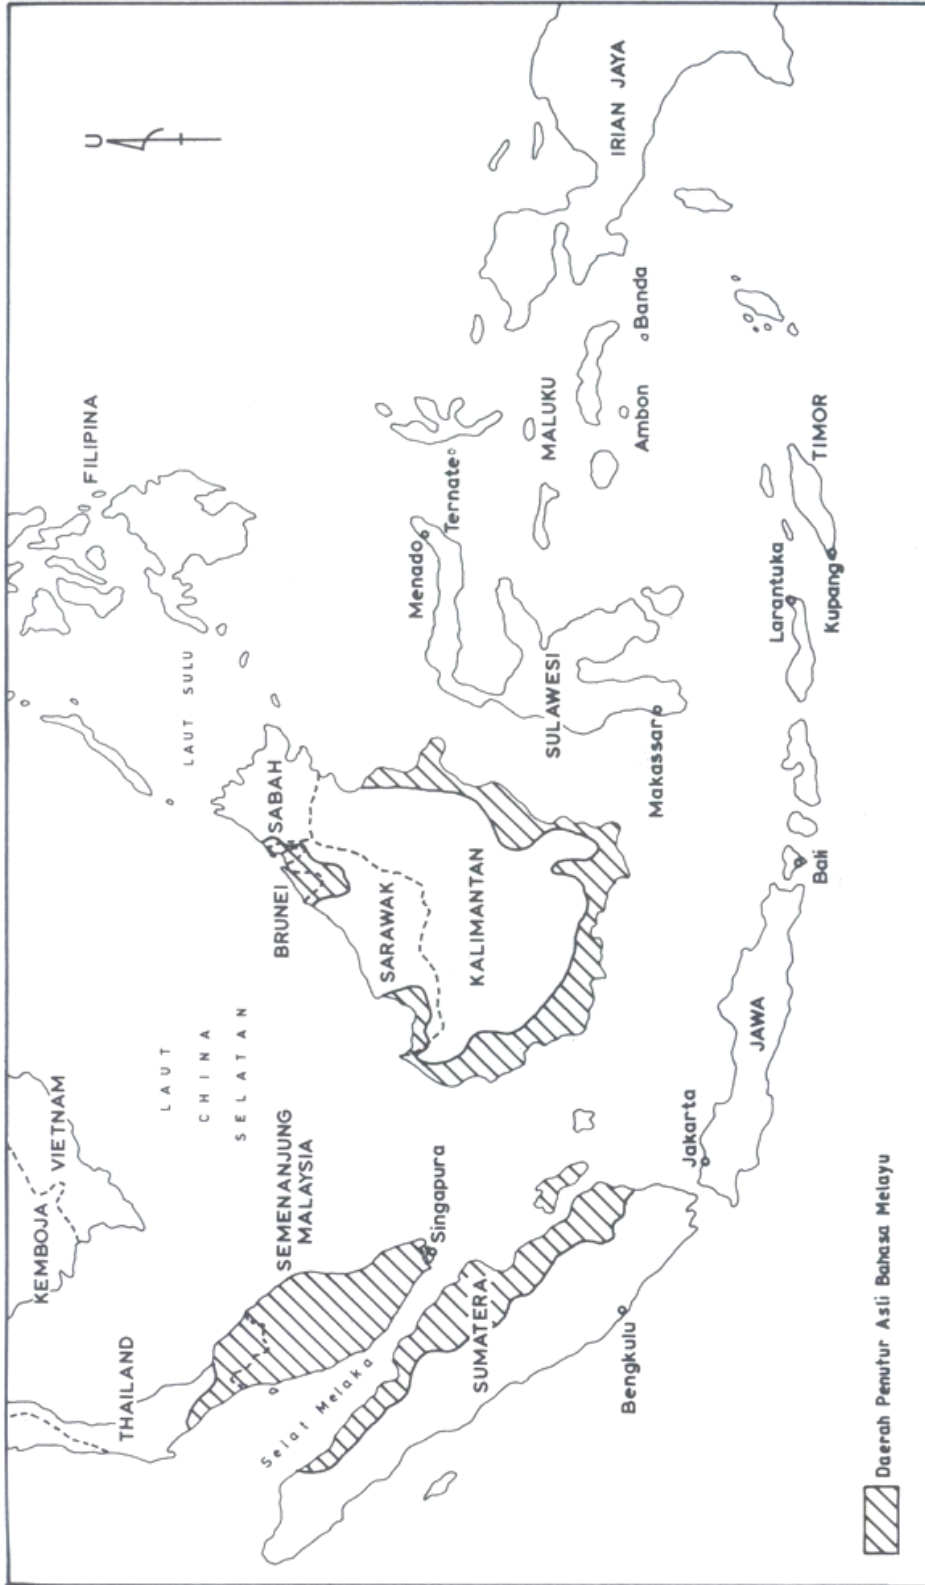 U
KEMBOJA
VIETNAM
FILIPINA
THAILAND
LAUT
CHINA
SELATAN
LAUT SULU
SEMENANJUNG
MALAYSIA
BRUNEI
SABAH
SARAWAK
Selat Melaka
Singapura
Menado
Ternate
KALIMANTAN
SUMATERA
SULAWESI
MALUKU
IRIAN JAYA
Bengkulu
Makassar
Ambon
Banda
Jakarta
JAWA
Bali
Larantuka
Kupang
TIMOR
Daerah Penutur Asli Bahasa Melayu